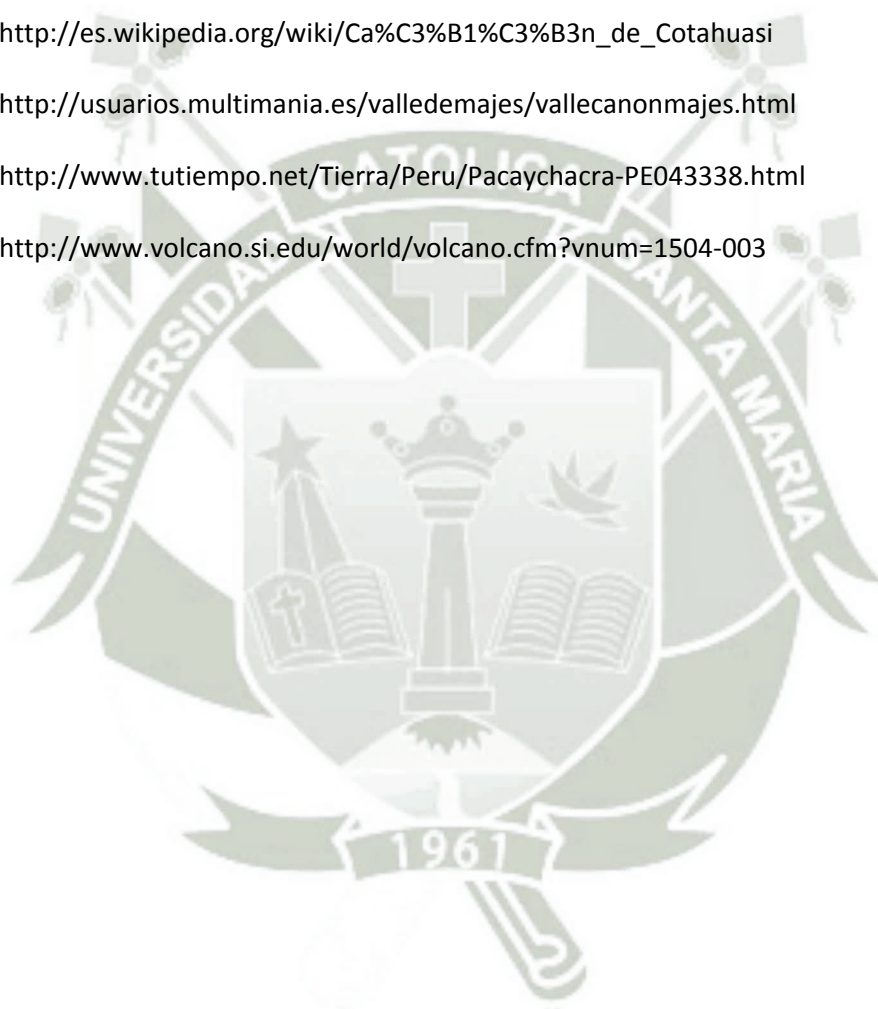 http://es.wikipedia.org/wiki/Ca%C3%B1%C3%B3n_de_Cotahuasi
http://usuarios.multimania.es/valledemajes/vallecanonmajes.html
http://www.tutiempo.net/Tierra/Peru/Pacaychacra-PE043338.html
http://www.volcano.si.edu/world/volcano.cfm?vnum=1504-003
UNIVERSIDAD CATOLICA SANTA MARIA
1961